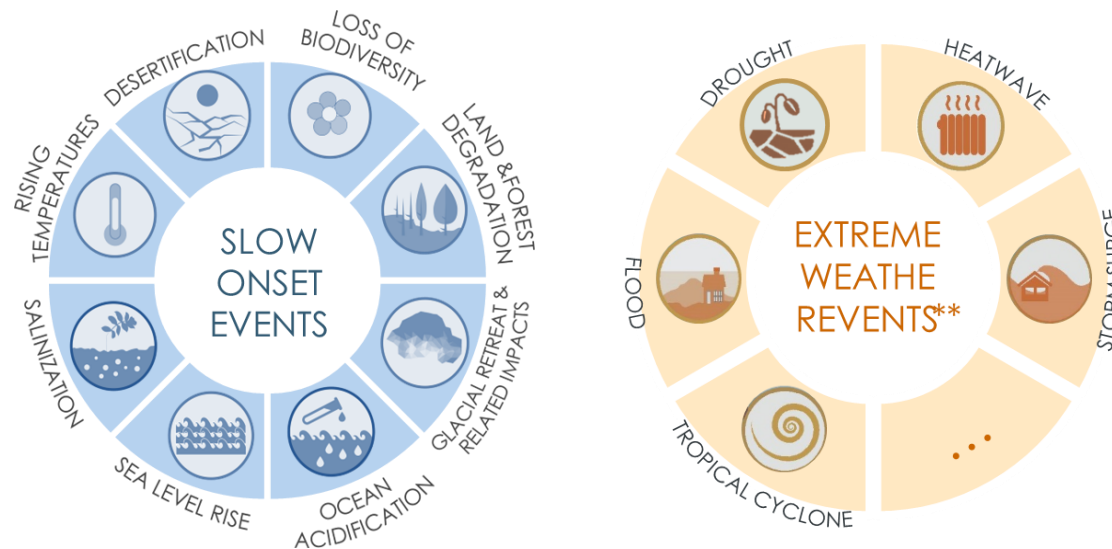 DESERTIFICATION
LOSS OF
BIODIVERSITY
LAND &FOREST
DEGRADATION
GLACIAL RETREAT &
RELATED IMPACTS
OCEAN
ACIDIFICATION
SEA LEVEL RISE
SALINIZATION
RISING
TEMPERATURES
SLOW
ONSET
EVENTS
DROUGHT
HEATWAVE
STORM SURGE
TROPICAL CYCLONE
FLOOD
EXTREME
WEATHE
REVENTS**
...